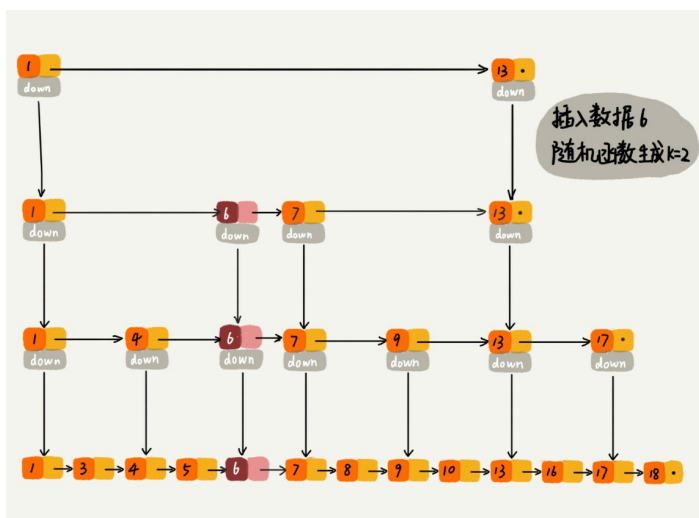 1 13
down down
插入数据6
随机函数生成K=2
1 6 7 13
down down down down
1 4 6 7 9 13 17
down down down down down down down
1 3 4 5 6 7 8 9 10 13 16 17 18